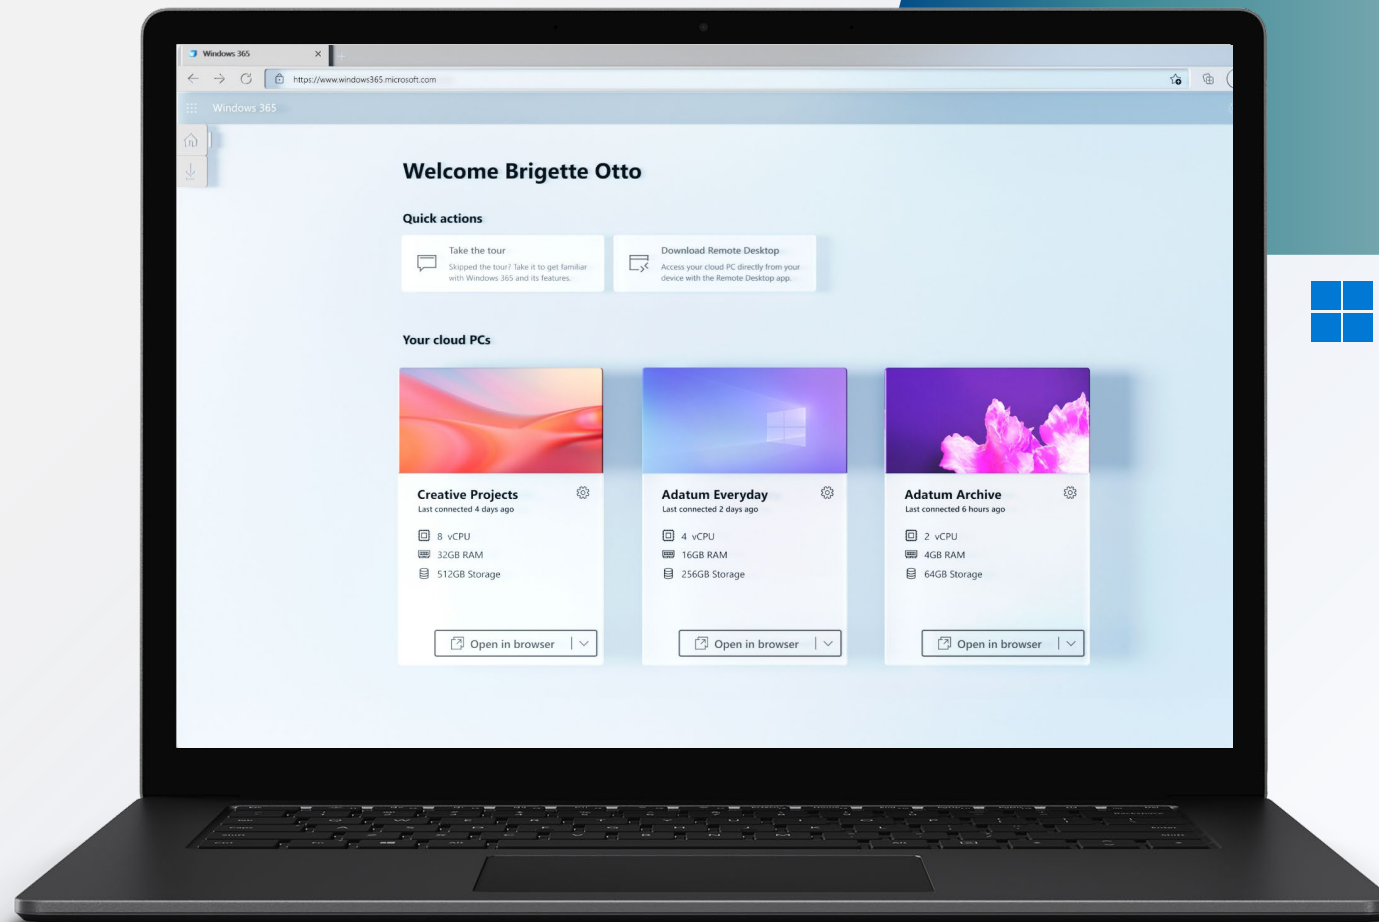 Windows 365
https://www.windows365.microsoft.com
Windows 365
Welcome Brigette Otto
Quick actions
Take the tour
Skipped the tour? Take it to get familiar
with Windows 365 and its features.
Download Remote Desktop
Access your cloud PC directly from your
device with the Remote Desktop app.
Your cloud PCs
Creative Projects
Last connected 4 days ago
8 vCPU
32GB RAM
512GB Storage
Open in browser
Adatum Everyday
Last connected 2 days ago
4 vCPU
16GB RAM
256GB Storage
Open in browser
Adatum Archive
Last connected 6 hours ago
2 vCPU
4GB RAM
64GB Storage
Open in browser